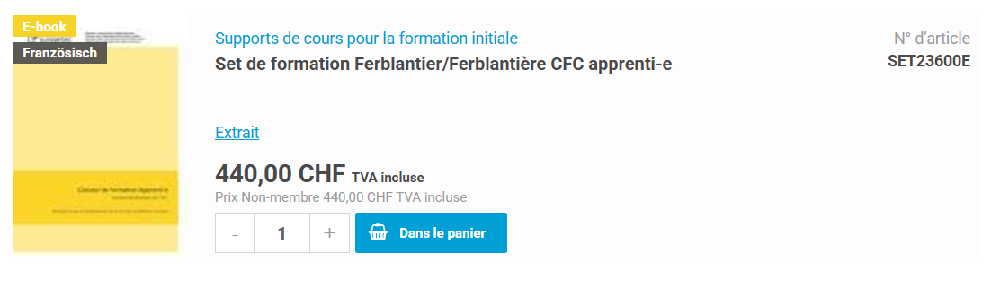 E-book
Französisch
Supports de cours pour la formation initiale
Set de formation Ferblantier/Ferblantière CFC apprenti-e
N° d'article
SET23600E
Extrait
440,00 CHF TVA incluse
Prix Non-membre 440,00 CHF TVA incluse
- 1 +
Dans le panier